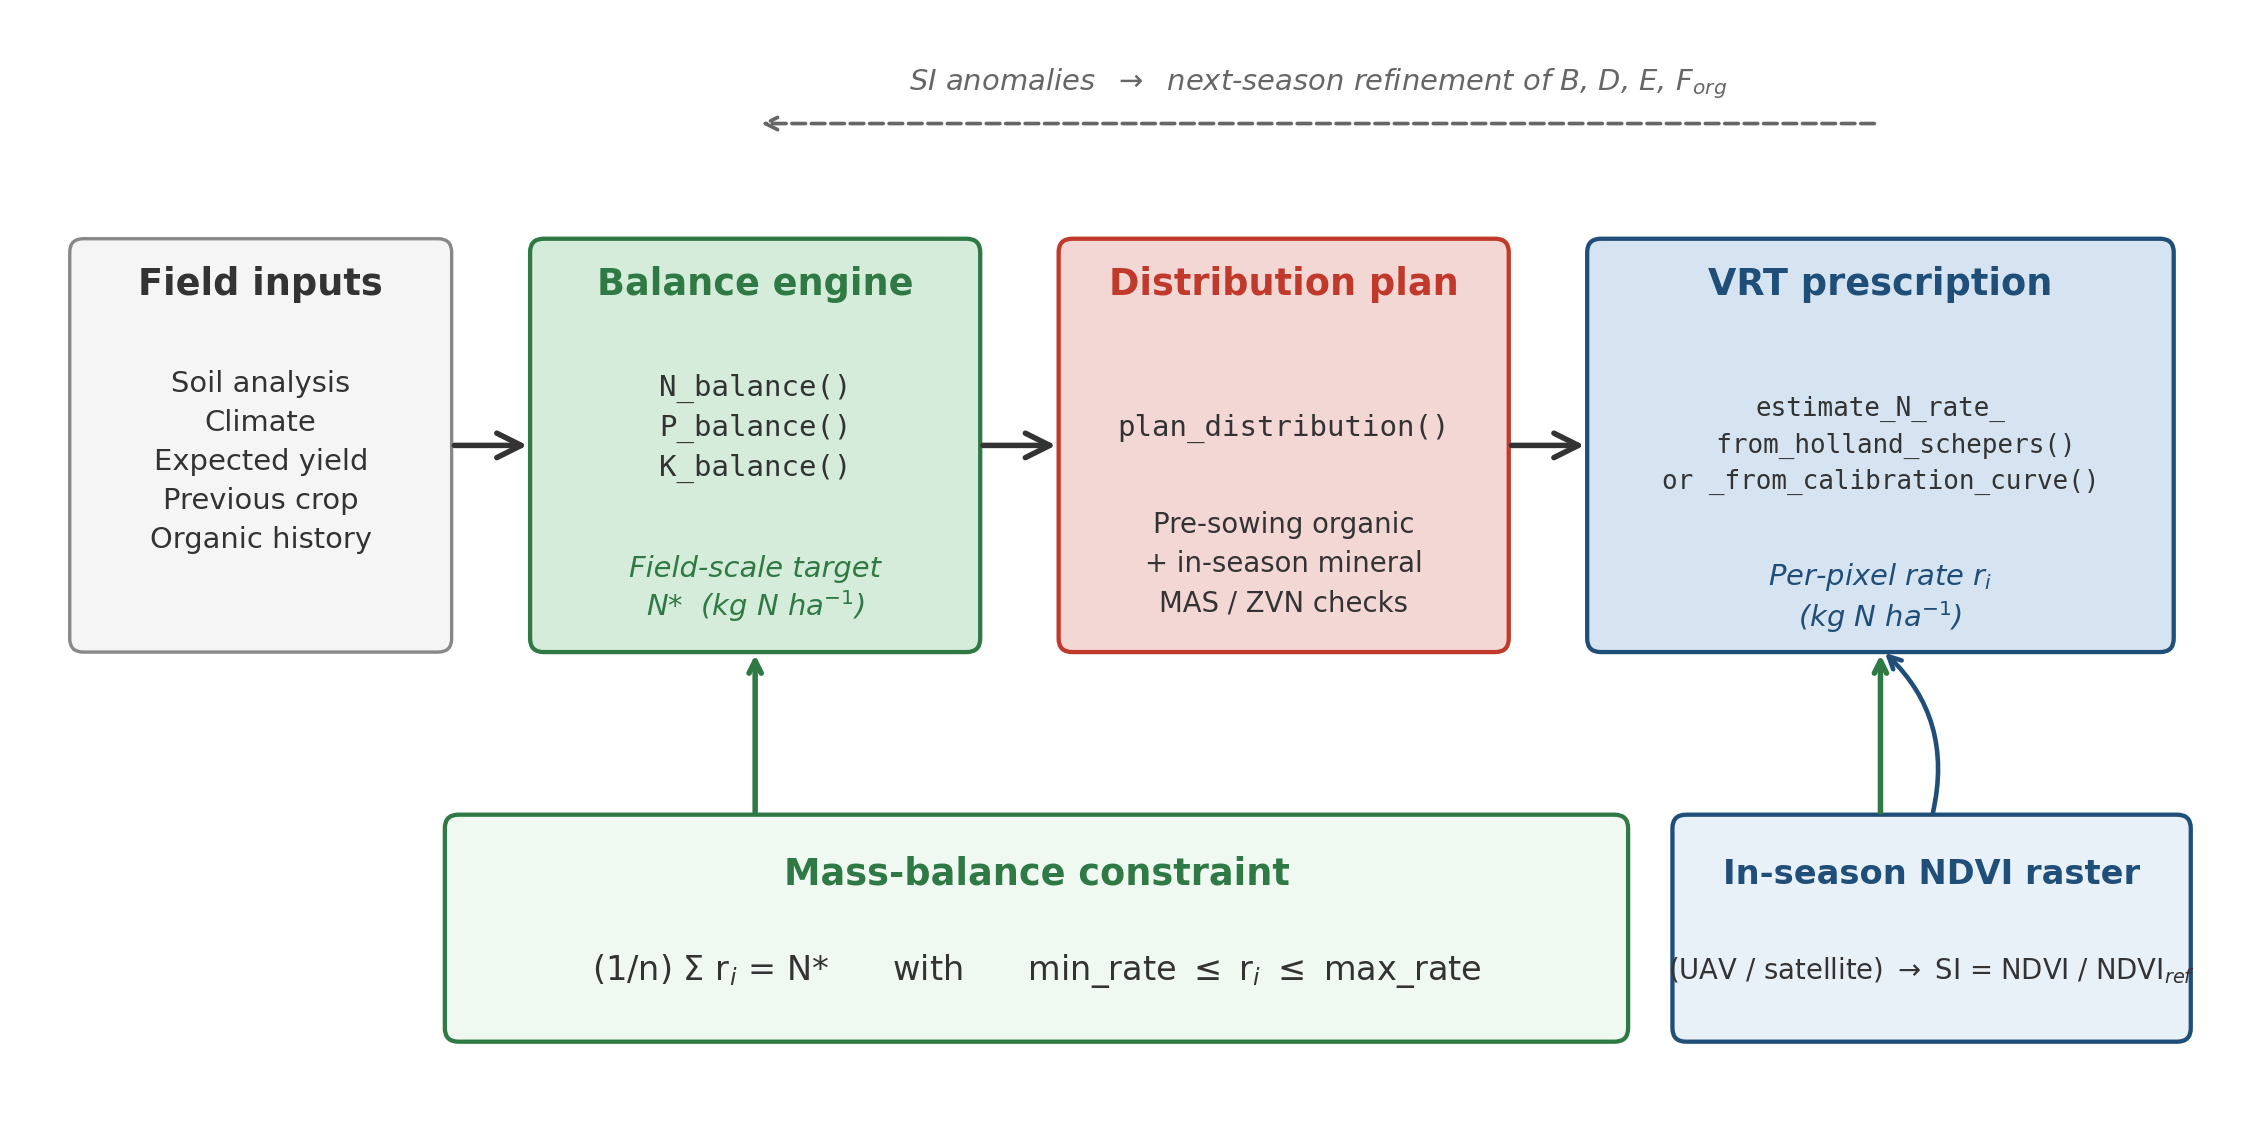 SI anomalies → next-season refinement of B, D, E, F_org
Field inputs
Soil analysis
Climate
Expected yield
Previous crop
Organic history
Balance engine
N_balance()
P_balance()
K_balance()
Field-scale target
N* (kg N ha⁻¹)
Distribution plan
plan_distribution()
Pre-sowing organic
+ in-season mineral
MAS / ZVN checks
VRT prescription
estimate_N_rate_
from_holland_schepers()
or _from_calibration_curve()
Per-pixel rate r_i
(kg N ha⁻¹)
Mass-balance constraint
(1/n) Σ r_i = N* with min_rate ≤ r_i ≤ max_rate
In-season NDVI raster
(UAV / satellite) → SI = NDVI / NDVI_ref